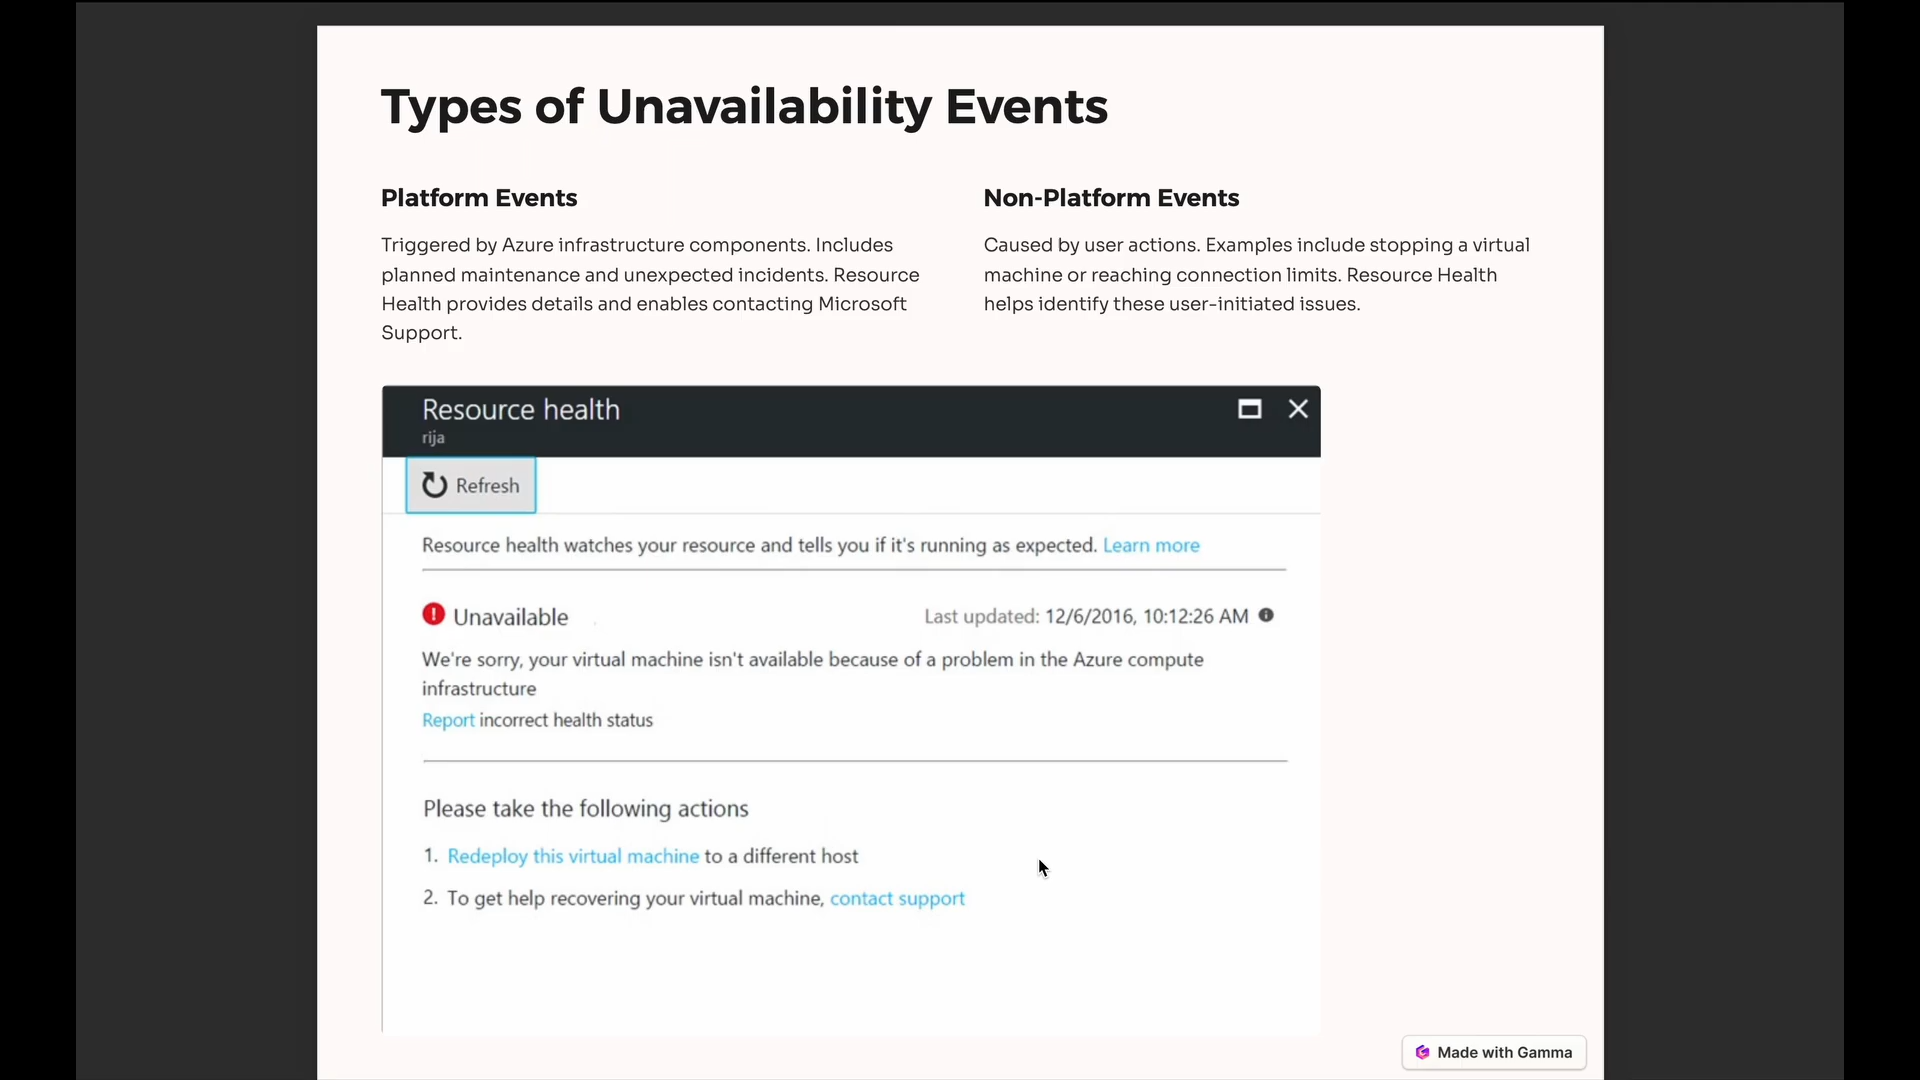 Types of Unavailability Events
Platform Events
Triggered by Azure infrastructure components. Includes
planned maintenance and unexpected incidents. Resource
Health provides details and enables contacting Microsoft
Support.
Non-Platform Events
Caused by user actions. Examples include stopping a virtual
machine or reaching connection limits. Resource Health
helps identify these user-initiated issues.
Resource health
rija
Refresh
Resource health watches your resource and tells you if it's running as expected. Learn more
Unavailable
Last updated: 12/6/2016, 10:12:26 AM
We're sorry, your virtual machine isn't available because of a problem in the Azure compute
infrastructure
Report incorrect health status
Please take the following actions
1. Redeploy this virtual machine to a different host
2. To get help recovering your virtual machine, contact support
Made with Gamma